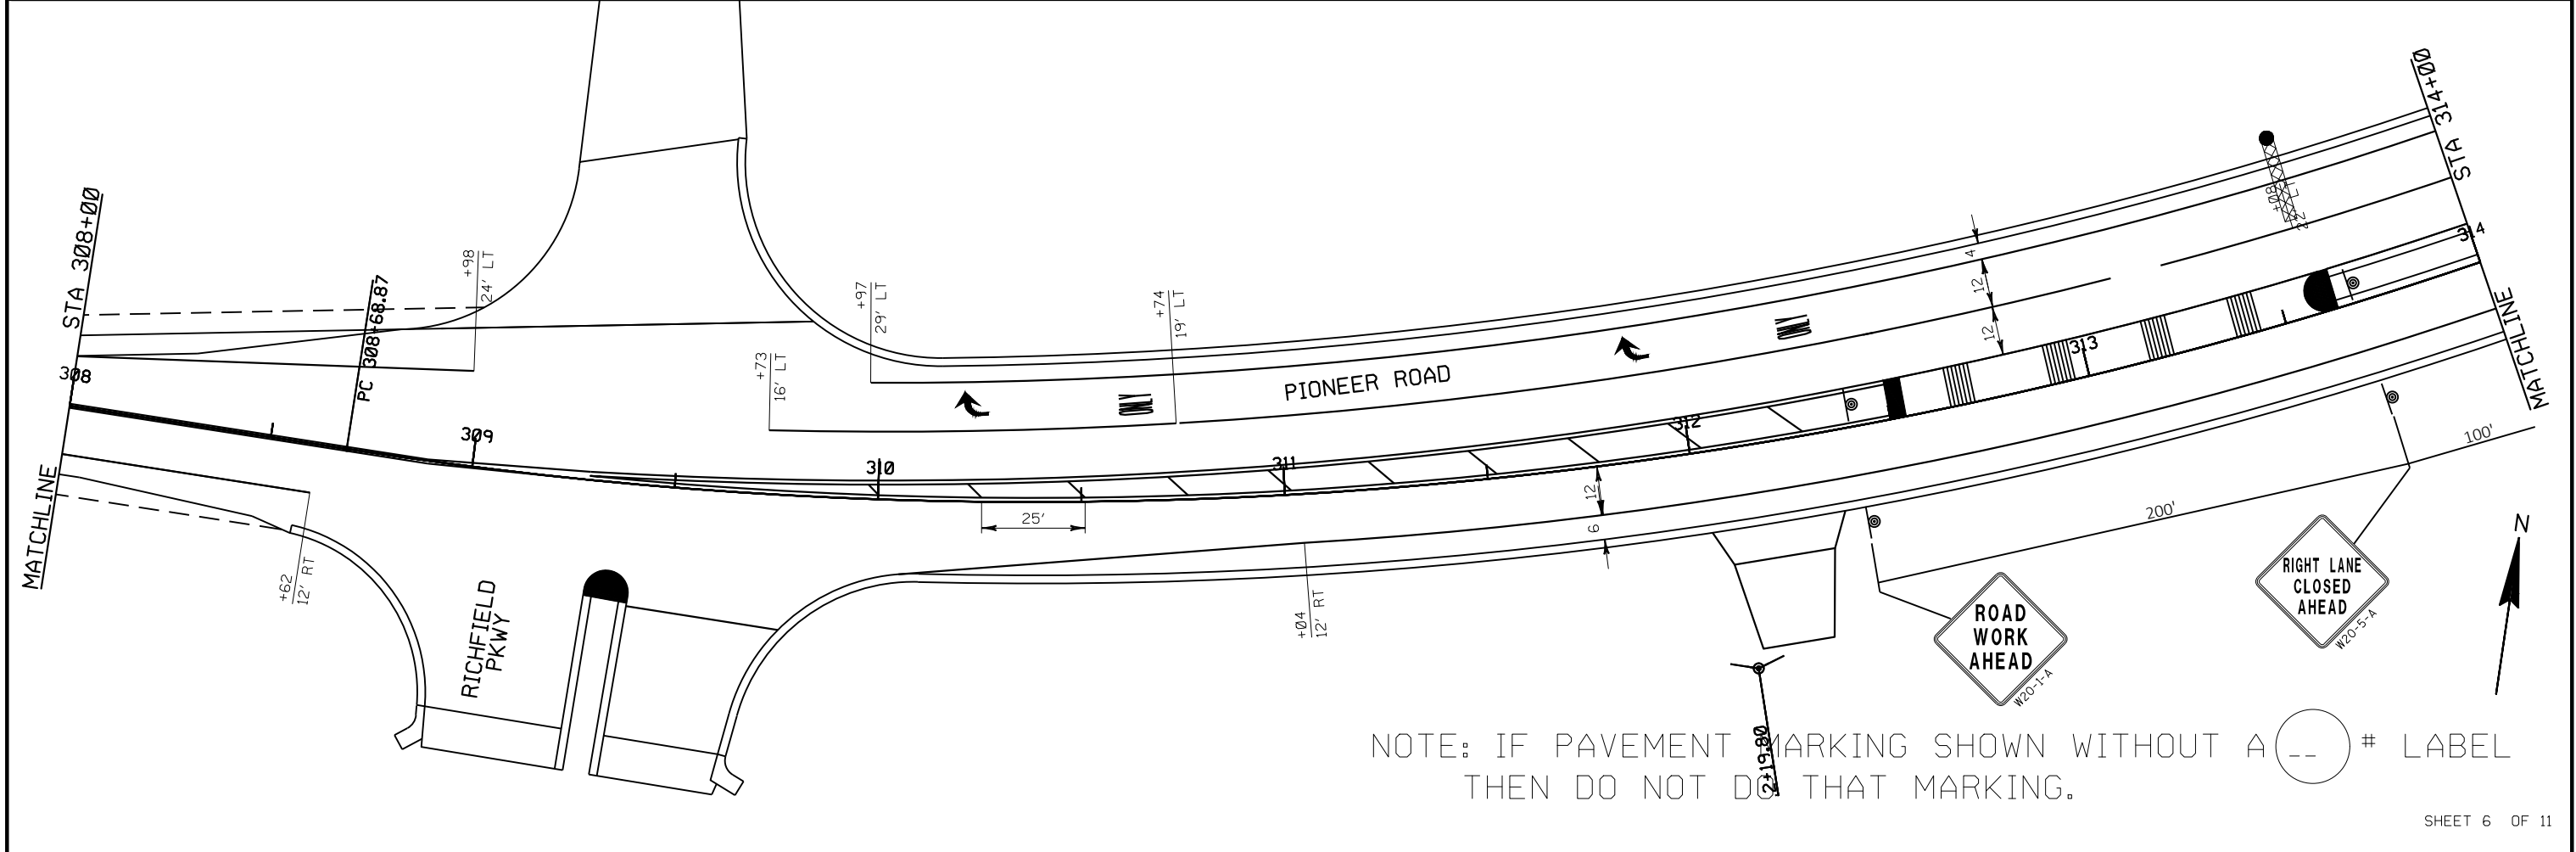 STA 314+00
MATCHLINE
STA 308+00
MATCHLINE
308
PC 308+68.87
+98
24' LT
309
+62
12' RT
RICHFIELD
PKWY
+73
16' LT
+97
29' LT
310
25'
ONLY
+74
19' LT
311
PIONEER ROAD
+04
12' RT
12
6
ONLY
312
4
12
12
313
314
200'
100'
ROAD
WORK
AHEAD
W20-1-A
RIGHT LANE
CLOSED
AHEAD
W20-5-A
N
2+19.80
NOTE: IF PAVEMENT MARKING SHOWN WITHOUT A -- # LABEL
THEN DO NOT DO THAT MARKING.
SHEET 6 OF 11